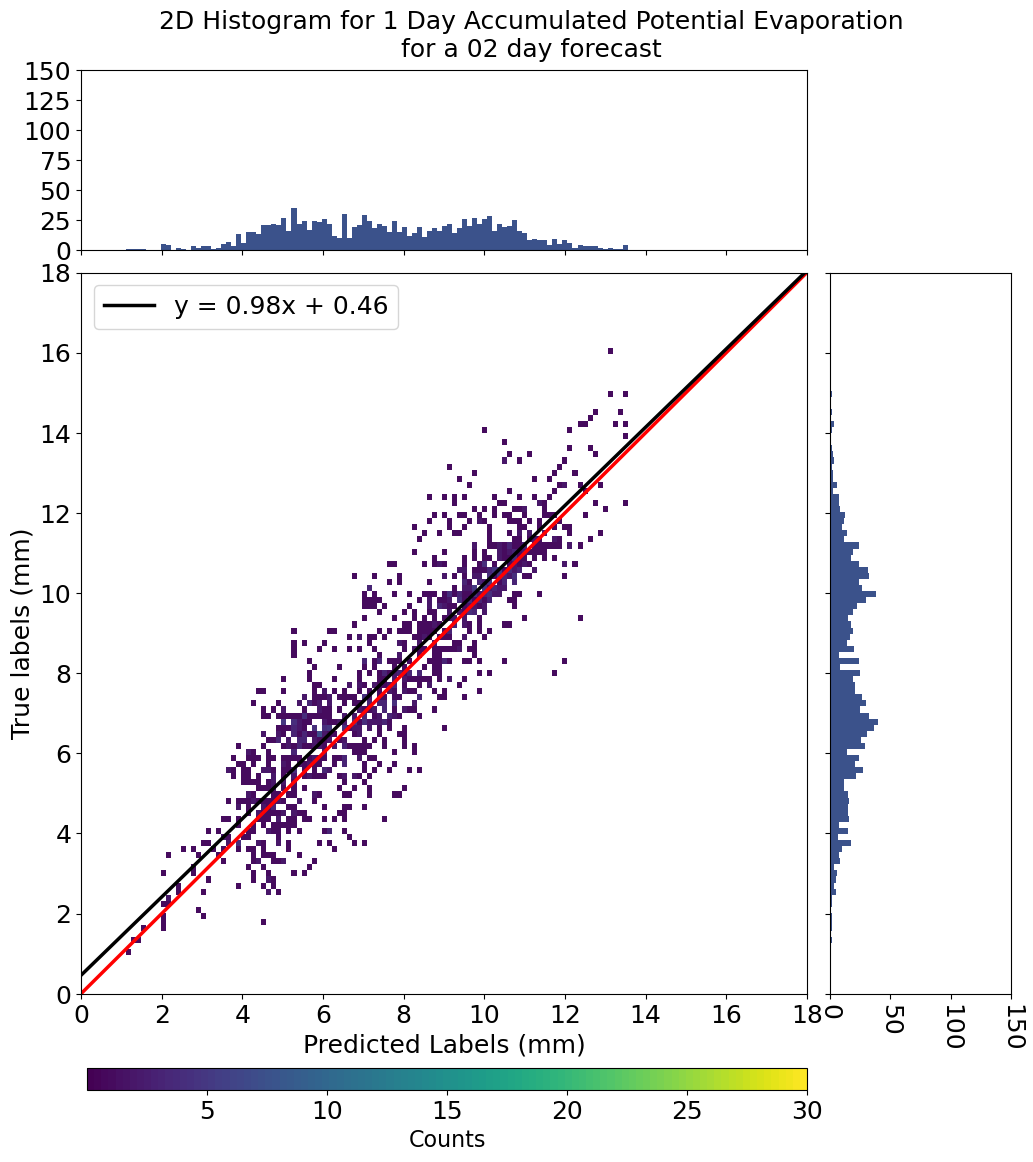 2D Histogram for 1 Day Accumulated Potential Evaporation
for a 02 day forecast
150
125
100
75
50
25
0
18
16
14
12
10
8
6
4
2
0
True labels (mm)
y = 0.98x + 0.46
0 2 4 6 8 10 12 14 16 18
Predicted Labels (mm)
0 50 100 150
5 10 15 20 25 30
Counts